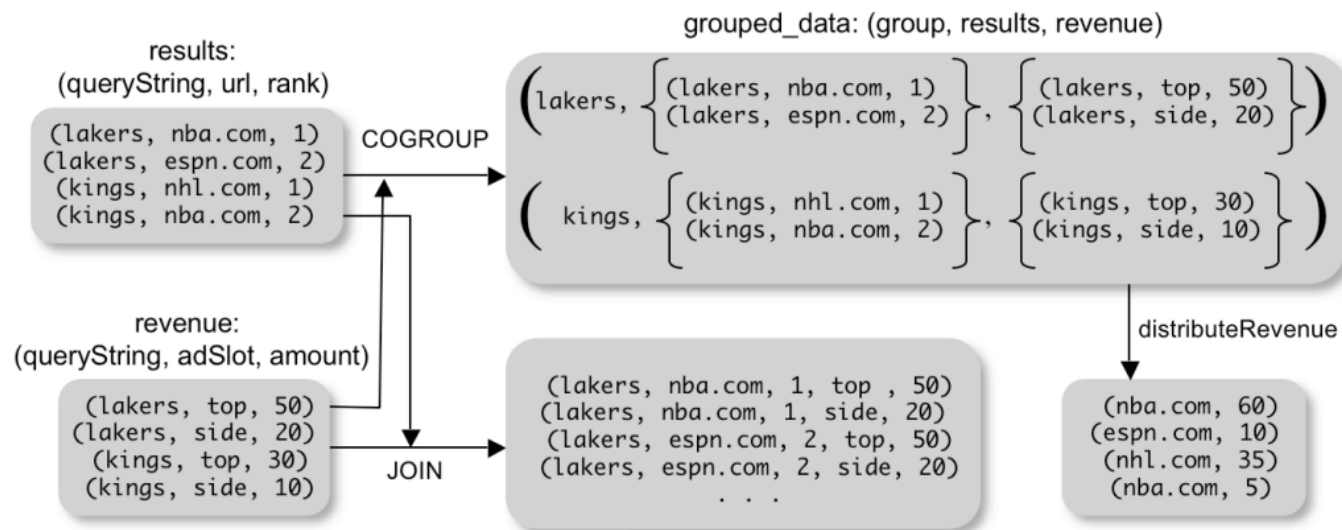 results:
(queryString, url, rank)
(lakers, nba.com, 1)
(lakers, espn.com, 2)
(kings, nhl.com, 1)
(kings, nba.com, 2)
COGROUP
grouped_data: (group, results, revenue)
(lakers, {(lakers, nba.com, 1) (lakers, espn.com, 2)}, {(lakers, top, 50) (lakers, side, 20)})
(kings, {(kings, nhl.com, 1) (kings, nba.com, 2)}, {(kings, top, 30) (kings, side, 10)})
revenue:
(queryString, adSlot, amount)
(lakers, top, 50)
(lakers, side, 20)
(kings, top, 30)
(kings, side, 10)
JOIN
(lakers, nba.com, 1, top , 50)
(lakers, nba.com, 1, side, 20)
(lakers, espn.com, 2, top, 50)
(lakers, espn.com, 2, side, 20)
. . .
distributeRevenue
(nba.com, 60)
(espn.com, 10)
(nhl.com, 35)
(nba.com, 5)